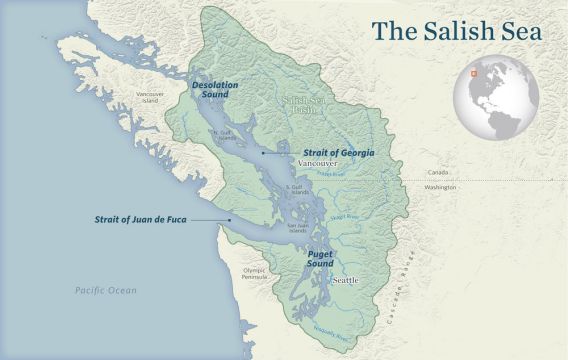 The Salish Sea
Desolation
Sound
Vancouver
Island
Salish Sea
Basin
N. Gulf
Islands
Strait of Georgia
Vancouver
Fraser River
Canada
Washington
S. Gulf
Islands
Strait of Juan de Fuca
San Juan
Islands
Skagit River
Puget
Sound
Olympic
Peninsula
Seattle
Cascade Range
Pacific Ocean
Nisqually River